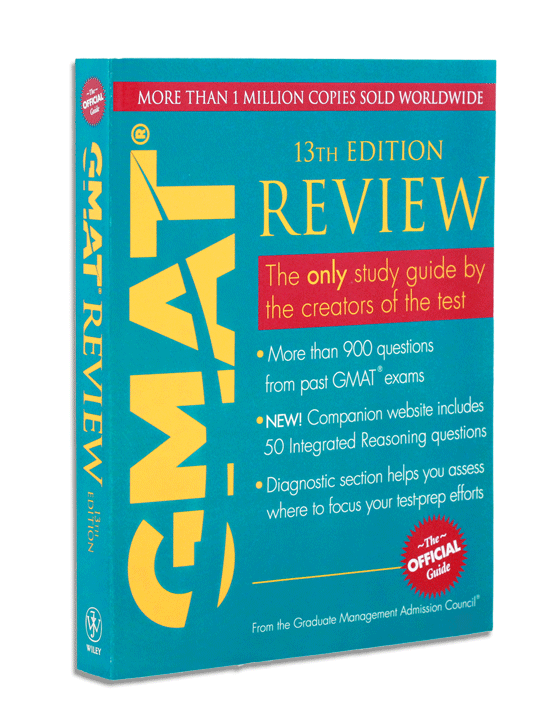 ~The~
OFFICIAL
Guide
GMAT® REVIEW
13TH EDITION
WILEY
MORE THAN 1 MILLION COPIES SOLD WORLDWIDE
GMAT®
13TH EDITION
REVIEW
The only study guide by
the creators of the test
• More than 900 questions
from past GMAT® exams
• NEW! Companion website includes
50 Integrated Reasoning questions
• Diagnostic section helps you assess
where to focus your test-prep efforts
~The~
OFFICIAL
Guide
From the Graduate Management Admission Council®